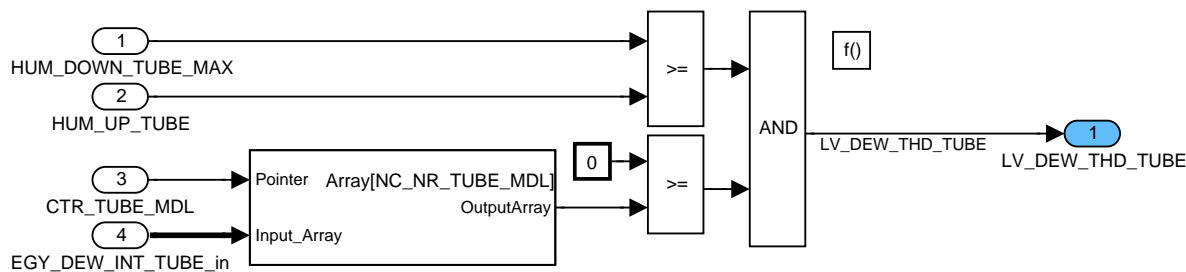 1
HUM_DOWN_TUBE_MAX
2
HUM_UP_TUBE
>=
AND
f()
LV_DEW_THD_TUBE
1
LV_DEW_THD_TUBE
3
CTR_TUBE_MDL
4
EGY_DEW_INT_TUBE_in
Pointer
Array[NC_NR_TUBE_MDL]
OutputArray
Input_Array
0
>=